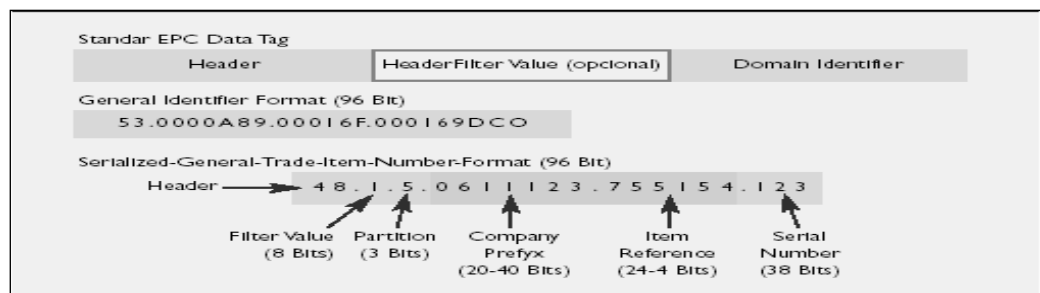 Standar EPC Data Tag
Header HeaderFilter Value (opcional) Domain Identifier
General Identifier Format (96 Bit)
53.0000A89.00016F.000169DCO
Serialized-General-Trade-Item-Number-Format (96 Bit)
Header 48.1.5.0611123.755154.123
Filter Value Partition Company Item Serial
(8 Bits) (3 Bits) Prefyx Reference Number
(20-40 Bits) (24-4 Bits) (38 Bits)